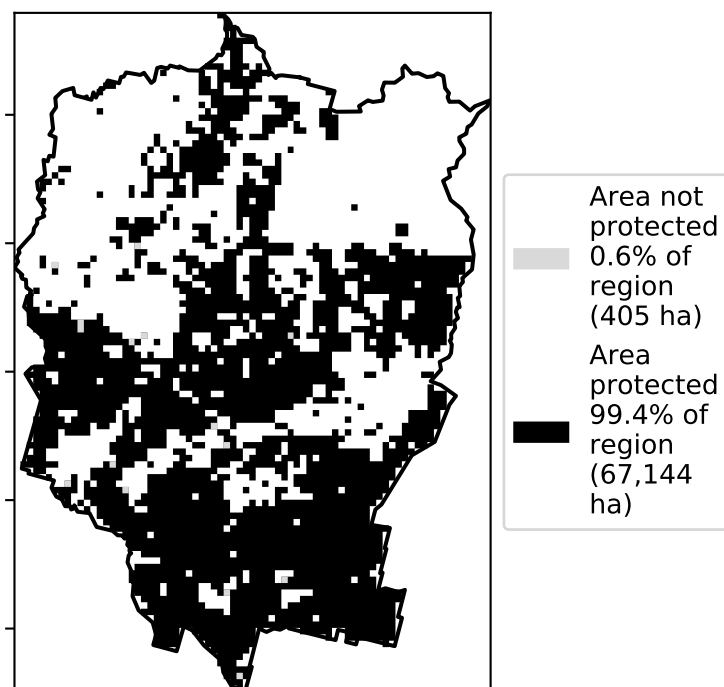 Area not
protected
0.6% of
region
(405 ha)
Area
protected
99.4% of
region
(67,144
ha)